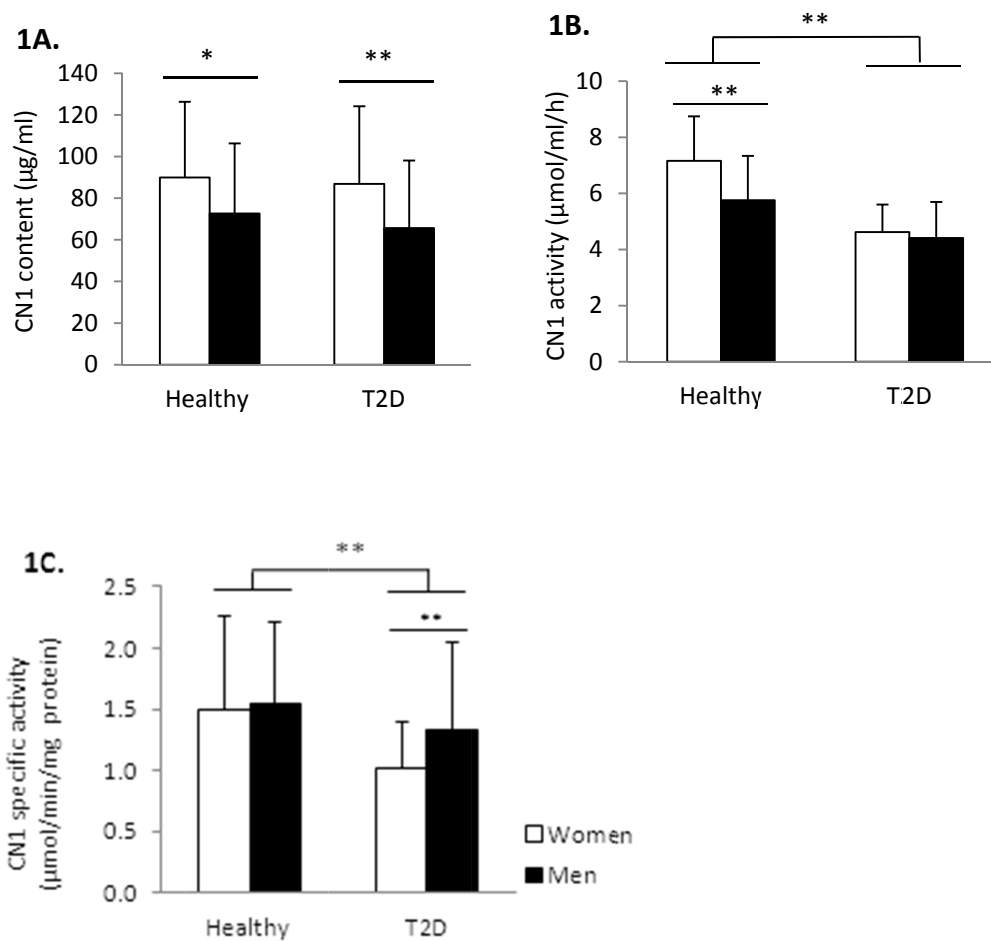 1A.
*
**
140
120
100
80
60
40
20
0
CN1 content (µg/ml)
Healthy T2D
1B.
**
**
10
8
6
4
2
0
CN1 activity (µmol/ml/h)
Healthy T2D
1C.
**
**
2.5
2.0
1.5
1.0
0.5
0.0
CN1 specific activity
(µmol/min/mg protein)
Healthy T2D
Women
Men